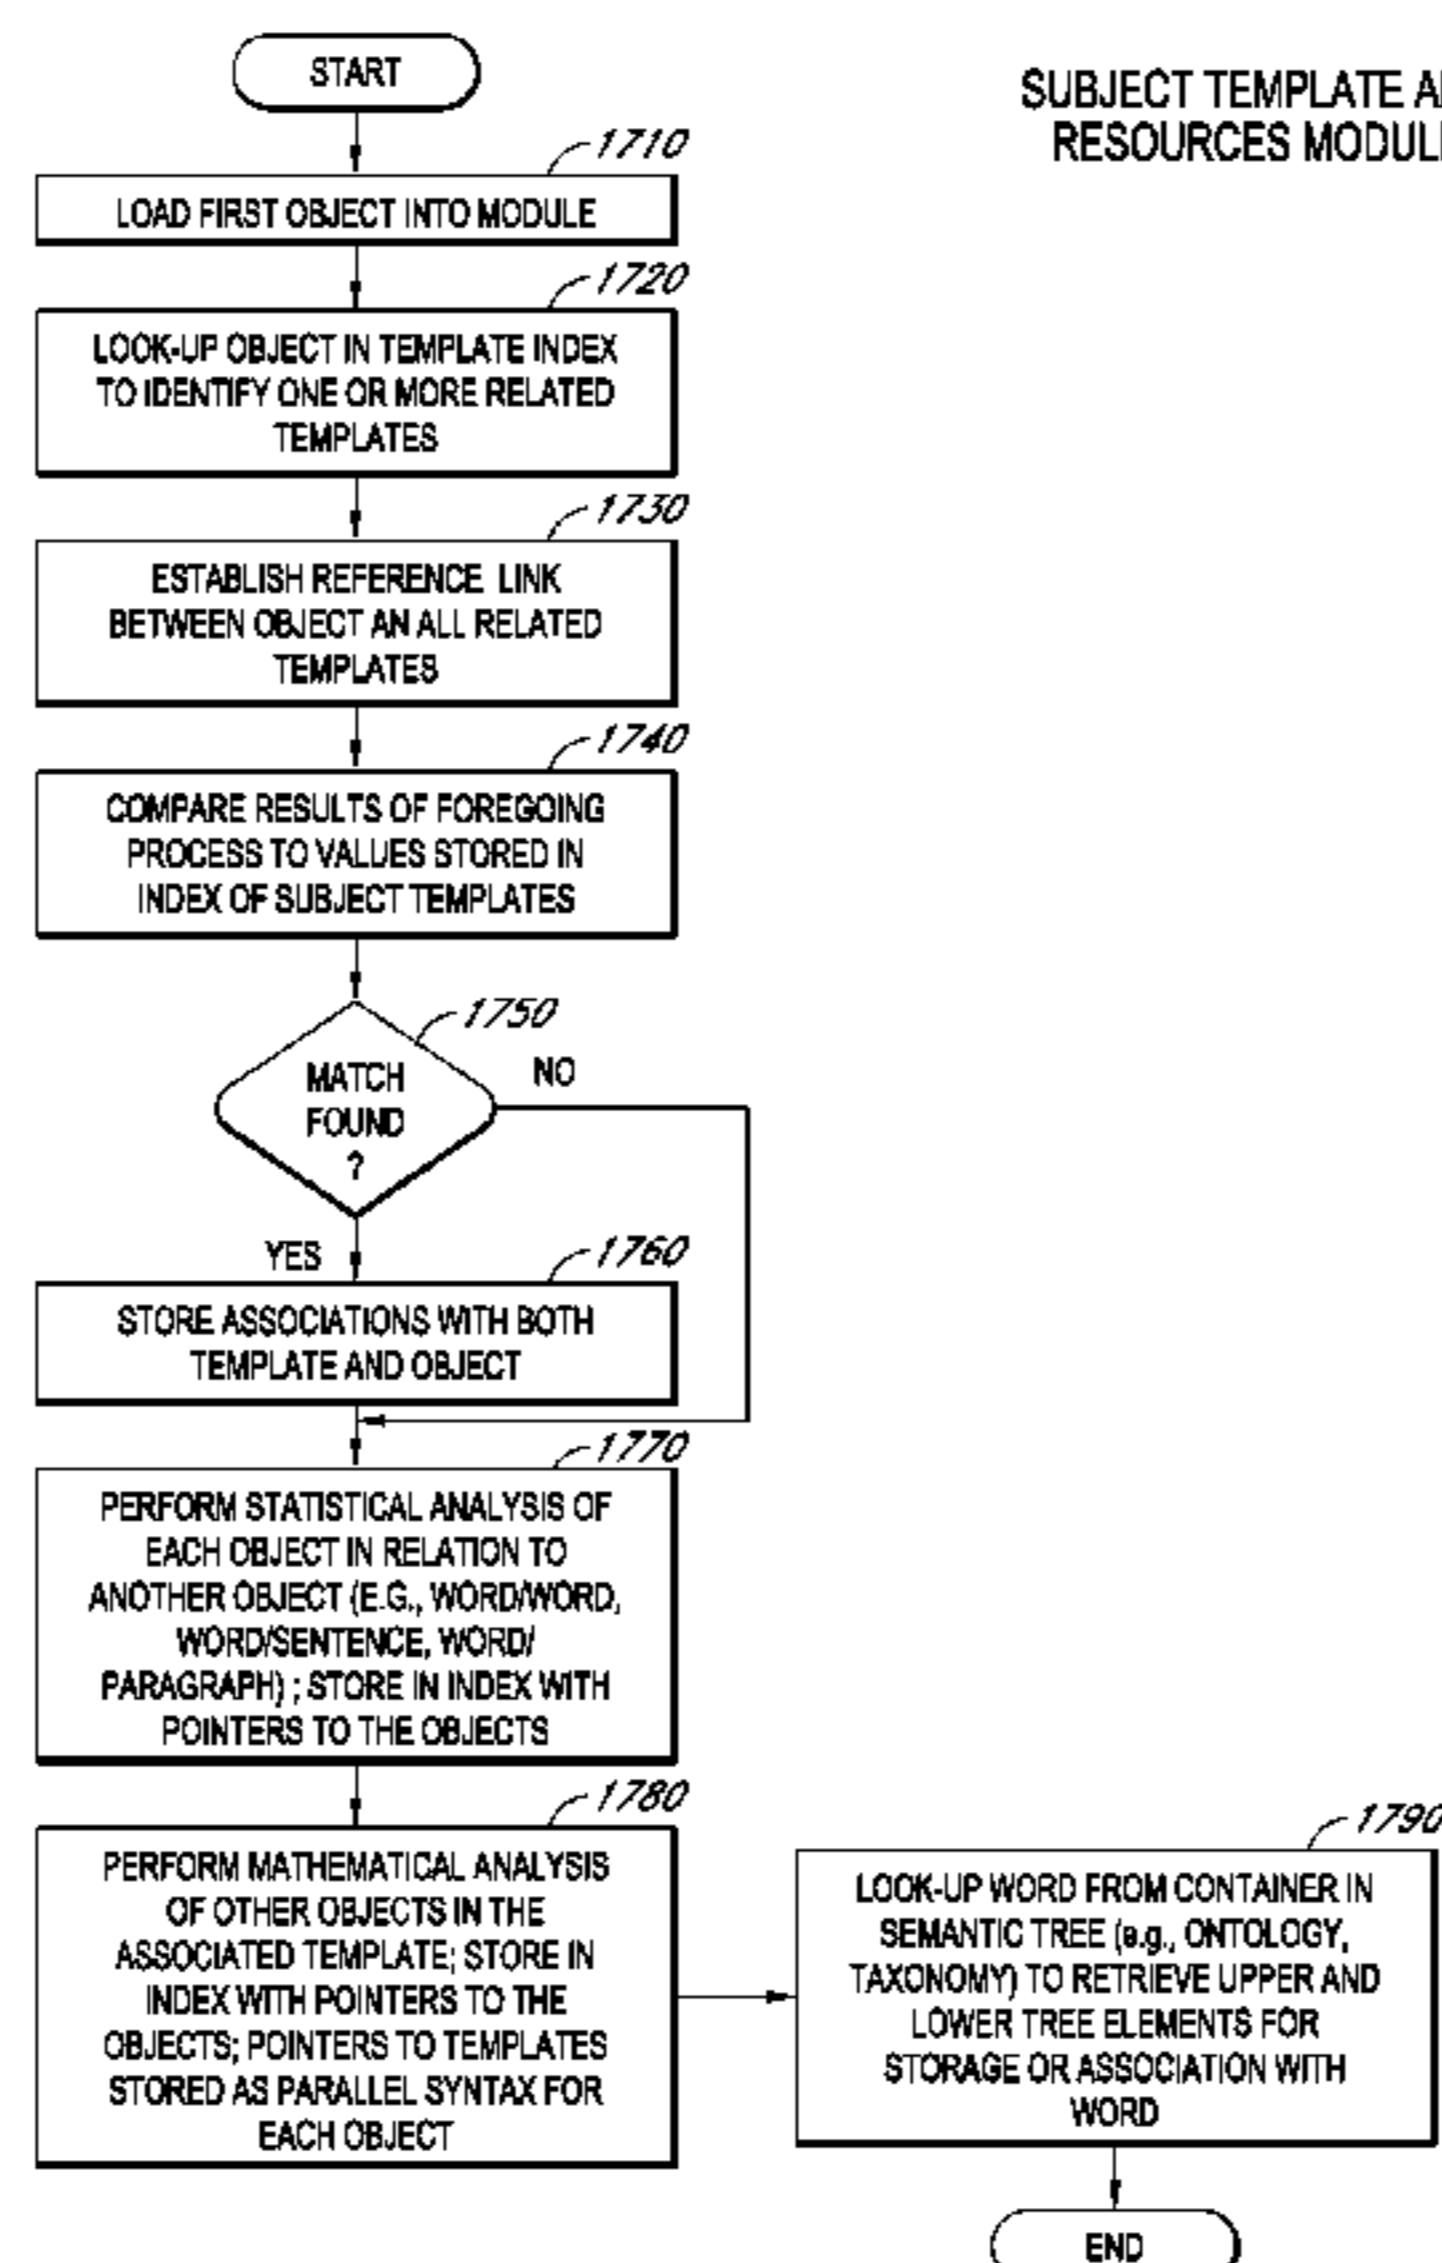 START
SUBJECT TEMPLATE
RESOURCES
1710
LOAD FIRST OBJECT INTO MODULE
1720
LOOK-UP OBJECT IN TEMPLATE INDEX
TO IDENTIFY ONE OR MORE RELATED
TEMPLATES
1730
ESTABLISH REFERENCE LINK
BETWEEN OBJECT AN ALL RELATED
TEMPLATES
1740
COMPARE RESULTS OF FOREGOING
PROCESS TO VALUES STORED IN
INDEX OF SUBJECT TEMPLATES
1750
MATCH
FOUND
?
NO
YES
1760
STORE ASSOCIATIONS WITH BOTH
TEMPLATE AND OBJECT
1770
PERFORM STATISTICAL ANALYSIS OF
EACH OBJECT IN RELATION TO
ANOTHER OBJECT (E.G., WORD/WORD,
WORD/SENTENCE, WORD/
PARAGRAPH) ; STORE IN INDEX WITH
POINTERS TO THE OBJECTS
1780
PERFORM MATHEMATICAL ANALYSIS
OF OTHER OBJECTS IN THE
ASSOCIATED TEMPLATE; STORE IN
INDEX WITH POINTERS TO THE
OBJECTS; POINTERS TO TEMPLATES
STORED AS PARALLEL SYNTAX FOR
EACH OBJECT
1790
LOOK-UP WORD FROM CONTAINER IN
SEMANTIC TREE (e.g., ONTOLOGY,
TAXONOMY) TO RETRIEVE UPPER AND
LOWER TREE ELEMENTS FOR
STORAGE OR ASSOCIATION WITH
WORD
END